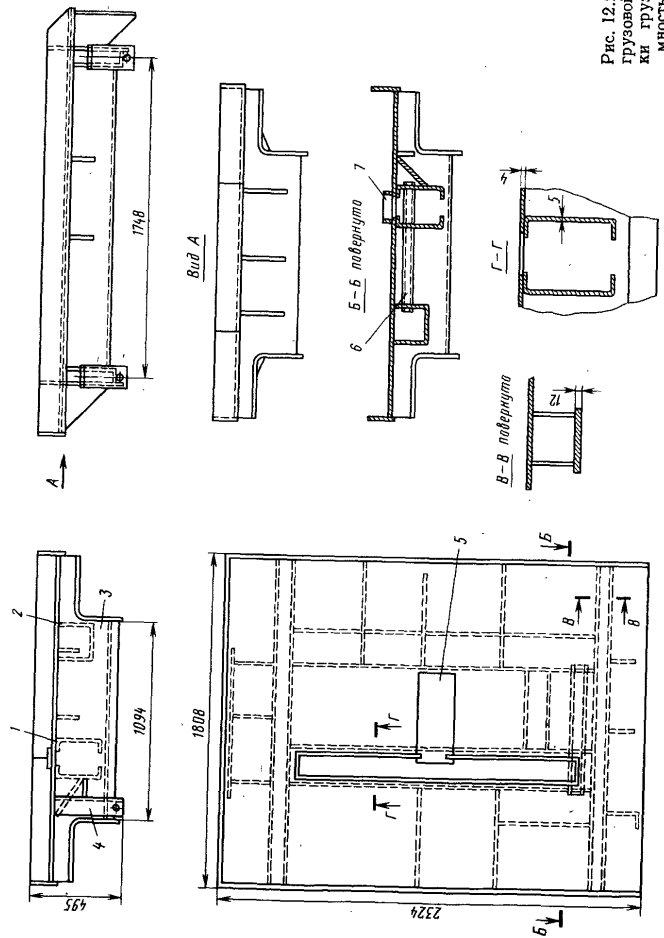 Рис. 12.
грузовой
ки груз
мность
1748
А
Вид А
Б-Б повернуто
7
6
Г-Г
4
5
В-В повернуто
12
1
2
3
4
1094
495
1808
2324
5
Г
Г
Б
Б
В
В